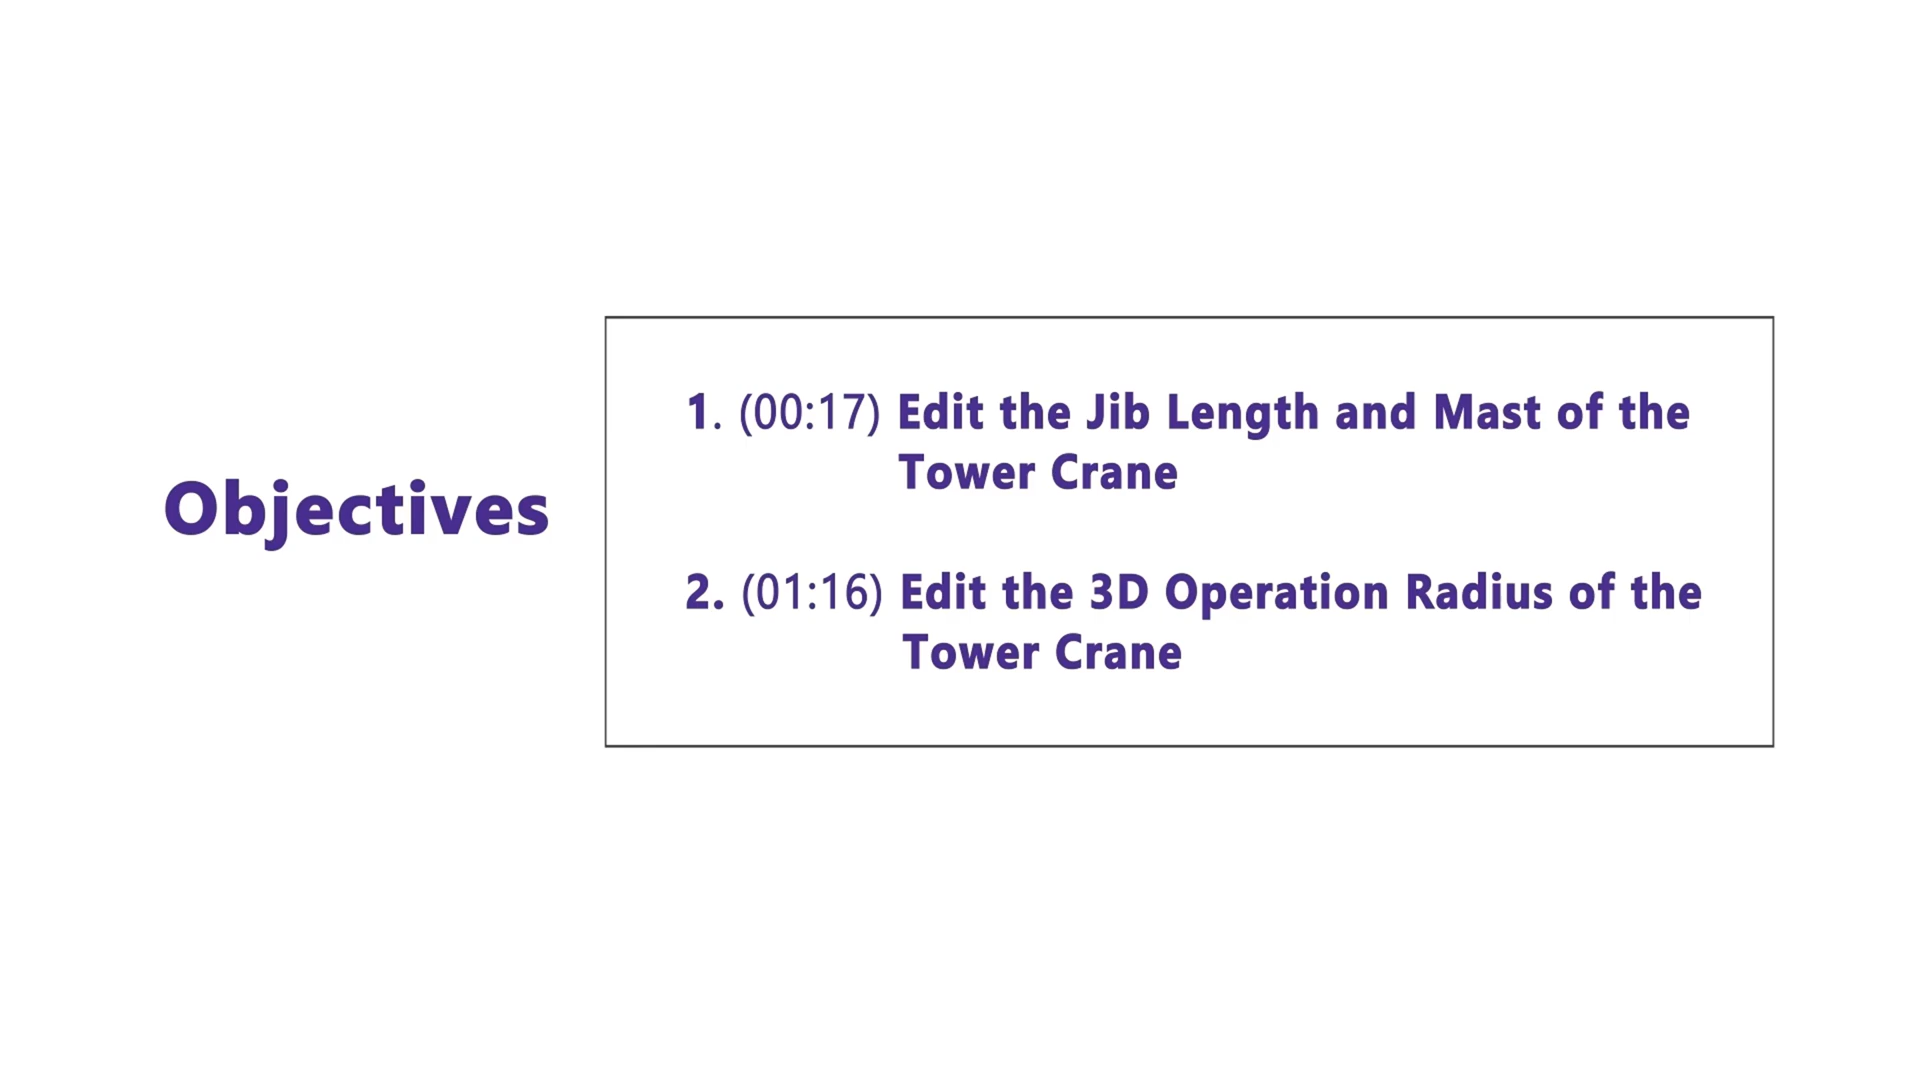 Objectives
1. (00:17) Edit the Jib Length and Mast of the
Tower Crane
2. (01:16) Edit the 3D Operation Radius of the
Tower Crane